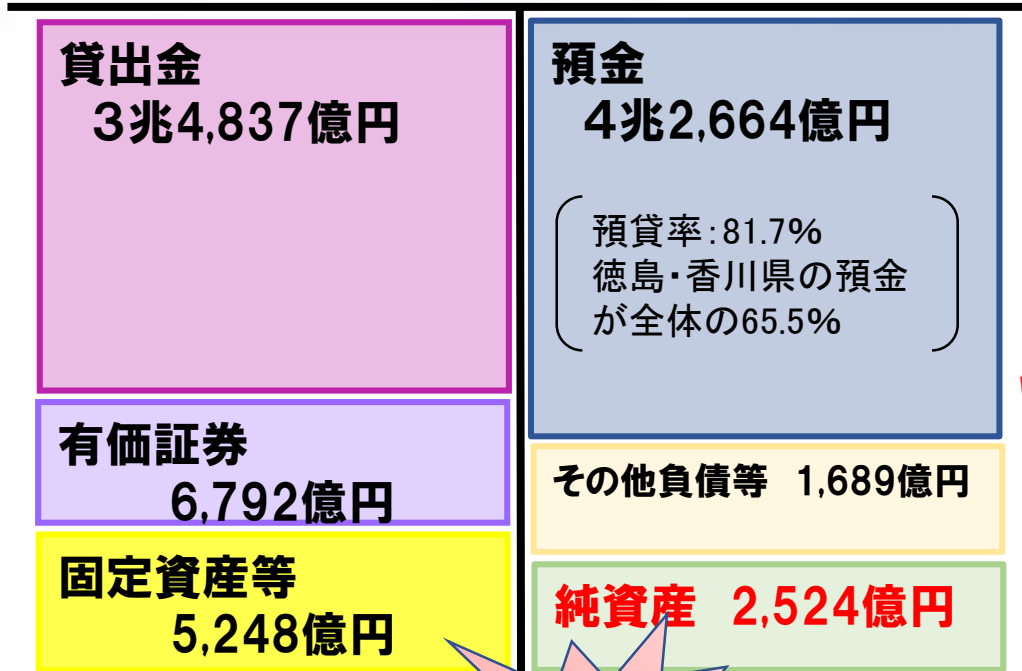 貸出金
3兆4,837億円
有価証券
6,792億円
固定資産等
5,248億円
預金
4兆2,664億円
預貸率:81.7%
徳島・香川県の預金
が全体の65.5%
その他負債等 1,689億円
純資産 2,524億円